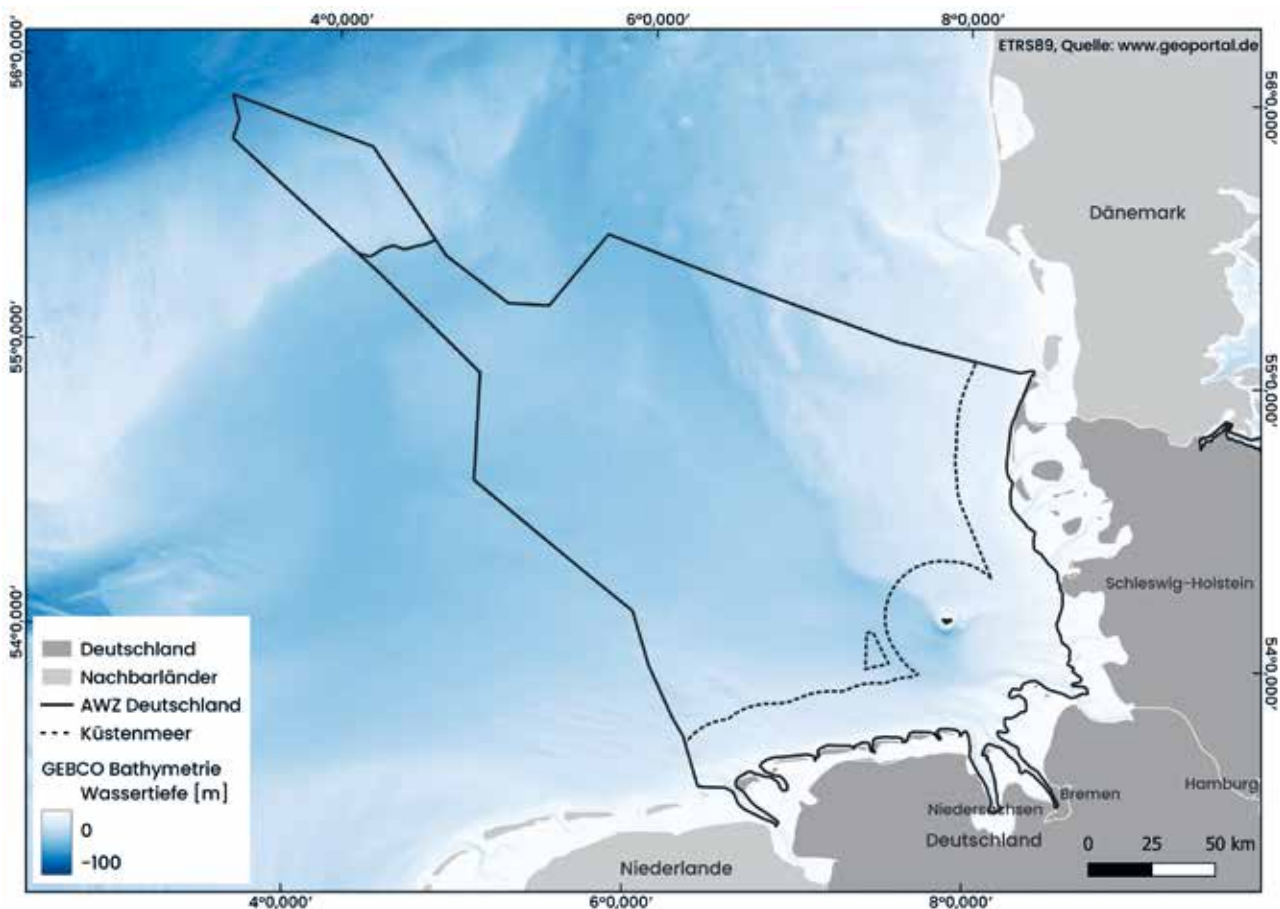 4°0,000’ 6°0,000’ 8°0,000’
56°0,000’
ETRS89, Quelle: www.geoportal.de
56°0,000’
Dänemark
55°0,000’
55°0,000’
Schleswig-Holstein
54°0,000’
54°0,000’
Deutschland
Nachbarländer
AWZ Deutschland
Küstenmeer
GEBCO Bathymetrie
Wassertiefe [m]
0
-100
Hamburg
Bremen
Niedersachsen
Deutschland
0 25 50 km
Niederlande
4°0,000’ 6°0,000’ 8°0,000’